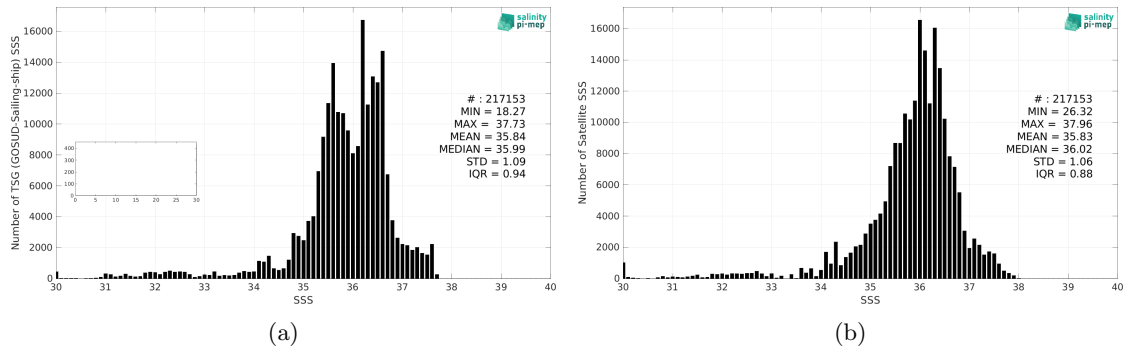 salinity
pi-mep
16000
14000
12000
10000
8000
6000
4000
2000
0
Number of TSG (GOSUD-Sailing-ship) SSS
# : 217153
MIN = 18.27
MAX = 37.73
MEAN = 35.84
MEDIAN = 35.99
STD = 1.09
IQR = 0.94
400
300
200
100
0
0 5 10 15 20 25 30
30 31 32 33 34 35 36 37 38 39 40
SSS
(a)
salinity
pi-mep
16000
14000
12000
10000
8000
6000
4000
2000
0
Number of Satellite SSS
# : 217153
MIN = 26.32
MAX = 37.96
MEAN = 35.83
MEDIAN = 36.02
STD = 1.06
IQR = 0.88
30 31 32 33 34 35 36 37 38 39 40
SSS
(b)